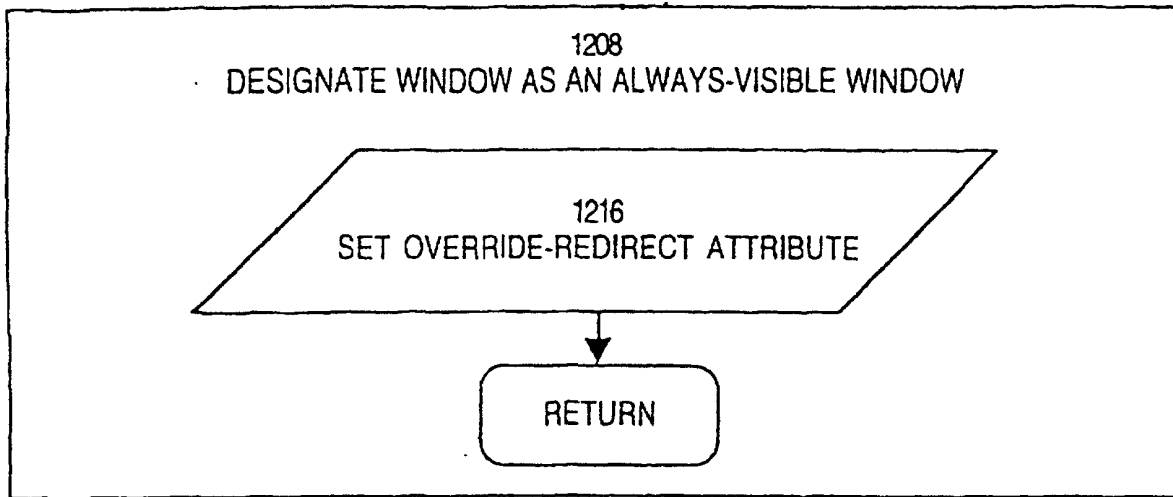 1208
DESIGNATE WINDOW AS AN ALWAYS-VISIBLE WINDOW
1216
SET OVERRIDE-REDIRECT ATTRIBUTE
RETURN